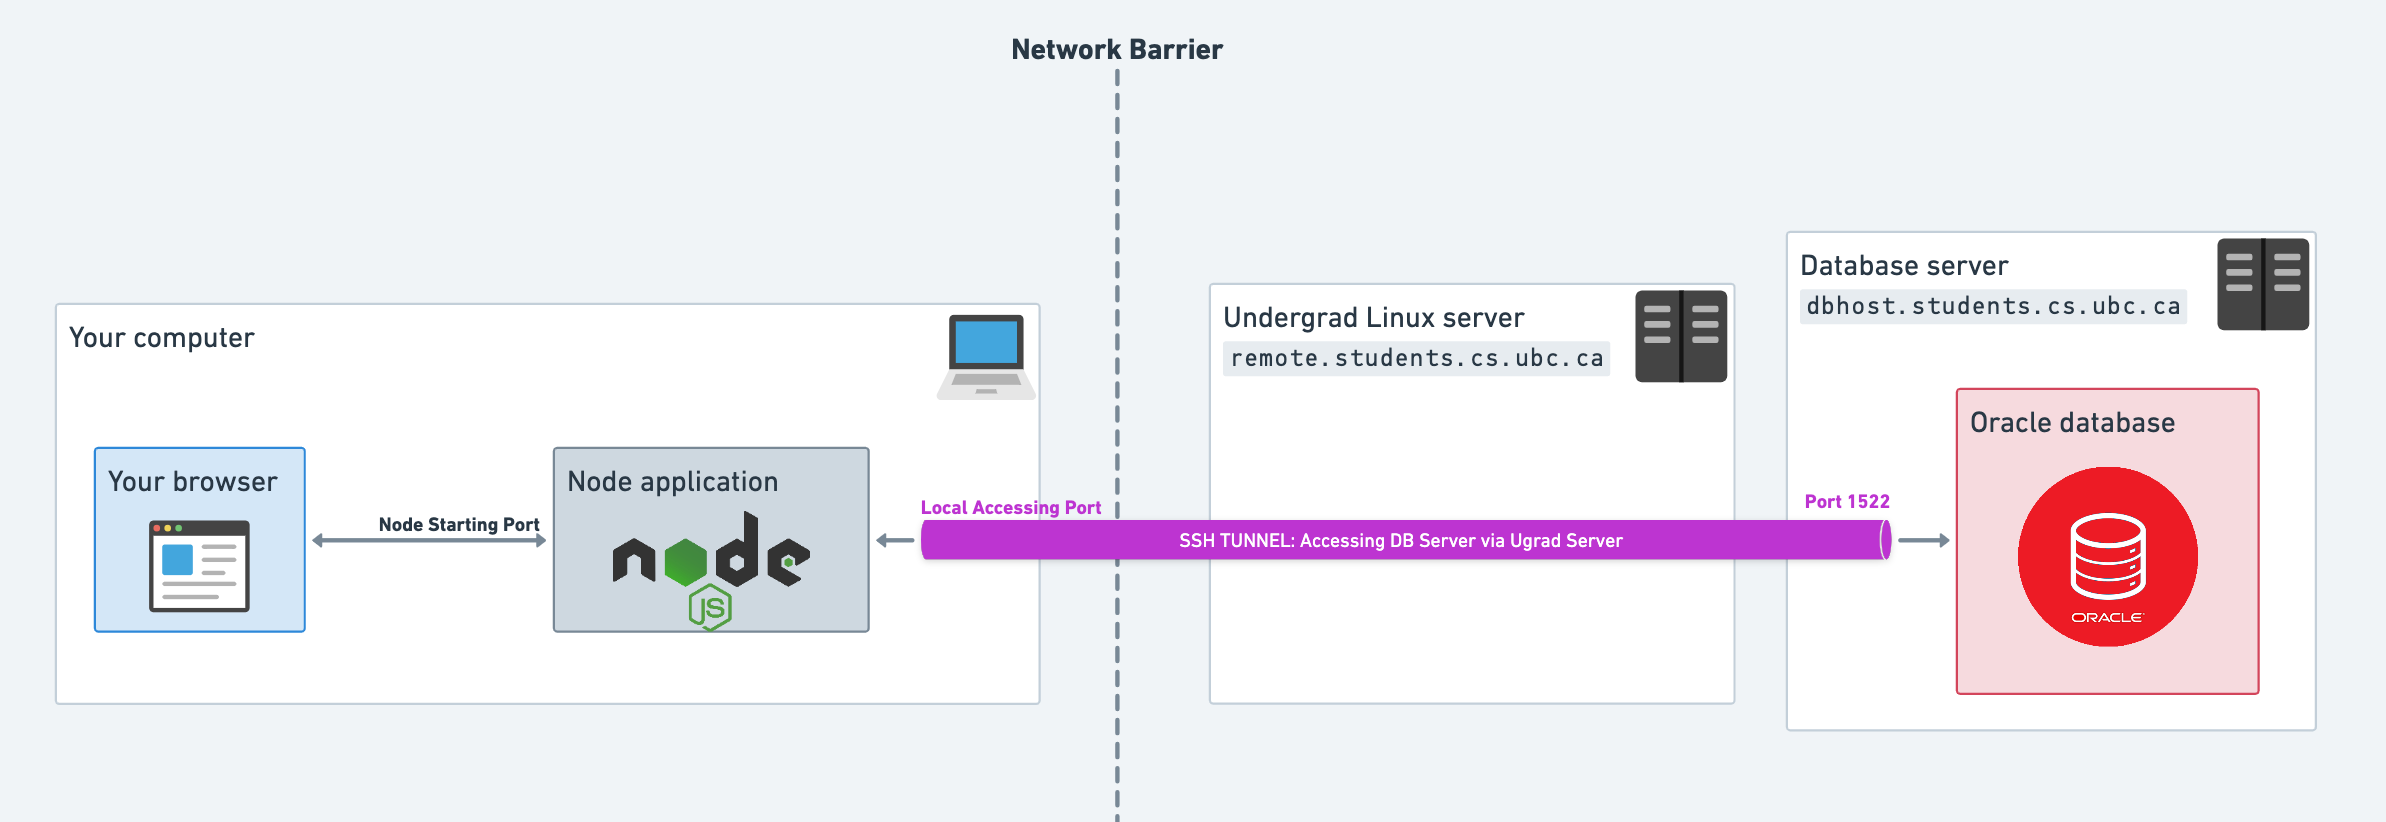 Network Barrier
Your computer
Your browser
Node Starting Port
Node application
node
JS
Local Accessing Port
SSH TUNNEL: Accessing DB Server via Ugrad Server
Undergrad Linux server
remote.students.cs.ubc.ca
Database server
dbhost.students.cs.ubc.ca
Port 1522
Oracle database
ORACLE